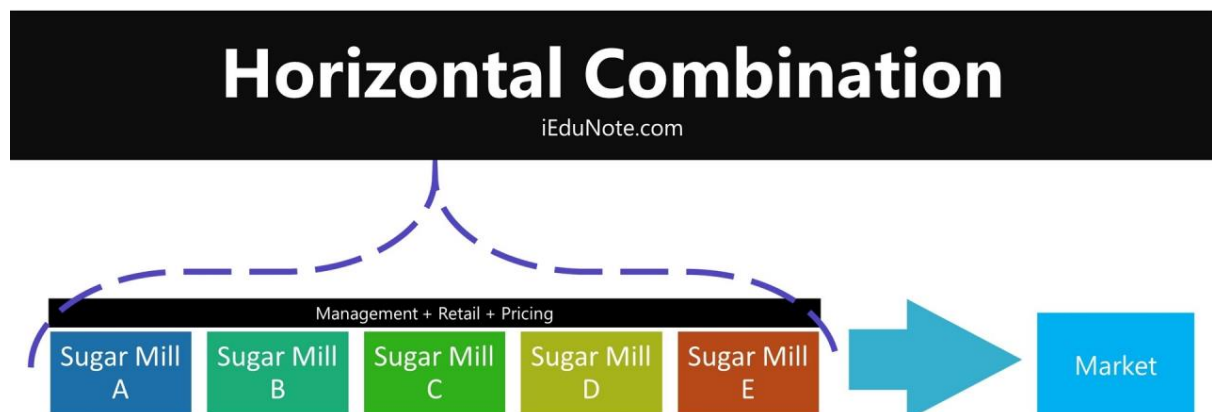 Horizontal Combination
iEduNote.com
Management + Retail + Pricing
Sugar Mill
A
Sugar Mill
B
Sugar Mill
C
Sugar Mill
D
Sugar Mill
E
Market